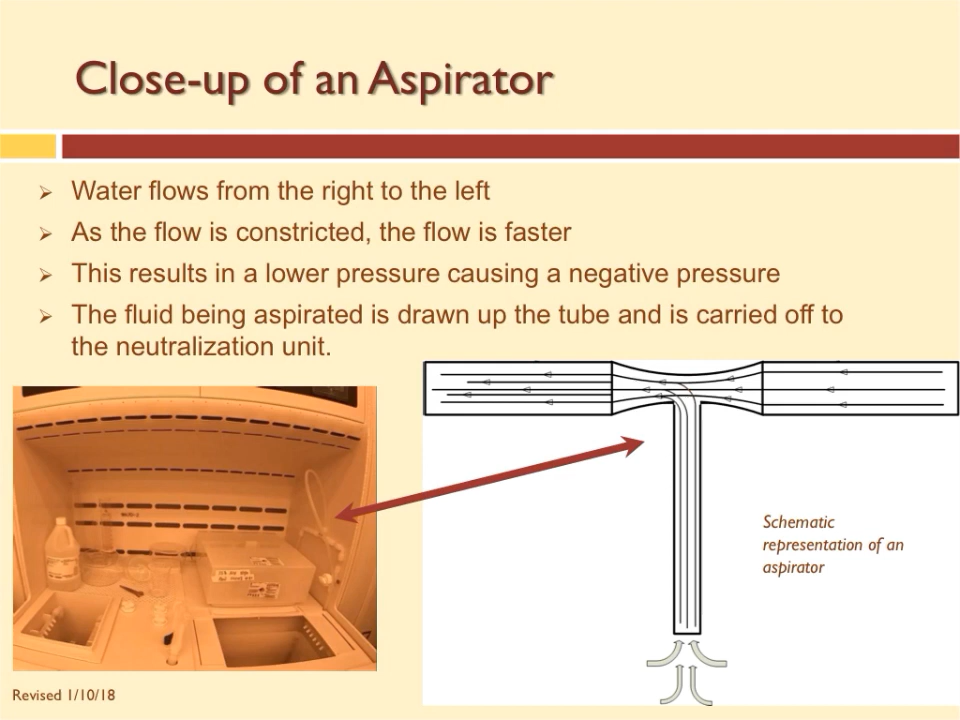 Close-up of an Aspirator
Water flows from the right to the left
As the flow is constricted, the flow is faster
This results in a lower pressure causing a negative pressure
The fluid being aspirated is drawn up the tube and is carried off to
the neutralization unit.
Schematic
representation of an
aspirator
Revised 1/10/18